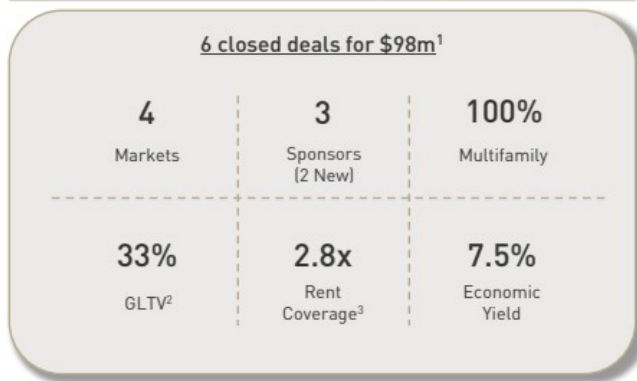 6 closed deals for $98m¹
4
Markets
3
Sponsors
(2 New)
100%
Multifamily
33%
GLTV²
2.8x
Rent
Coverage³
7.5%
Economic
Yield